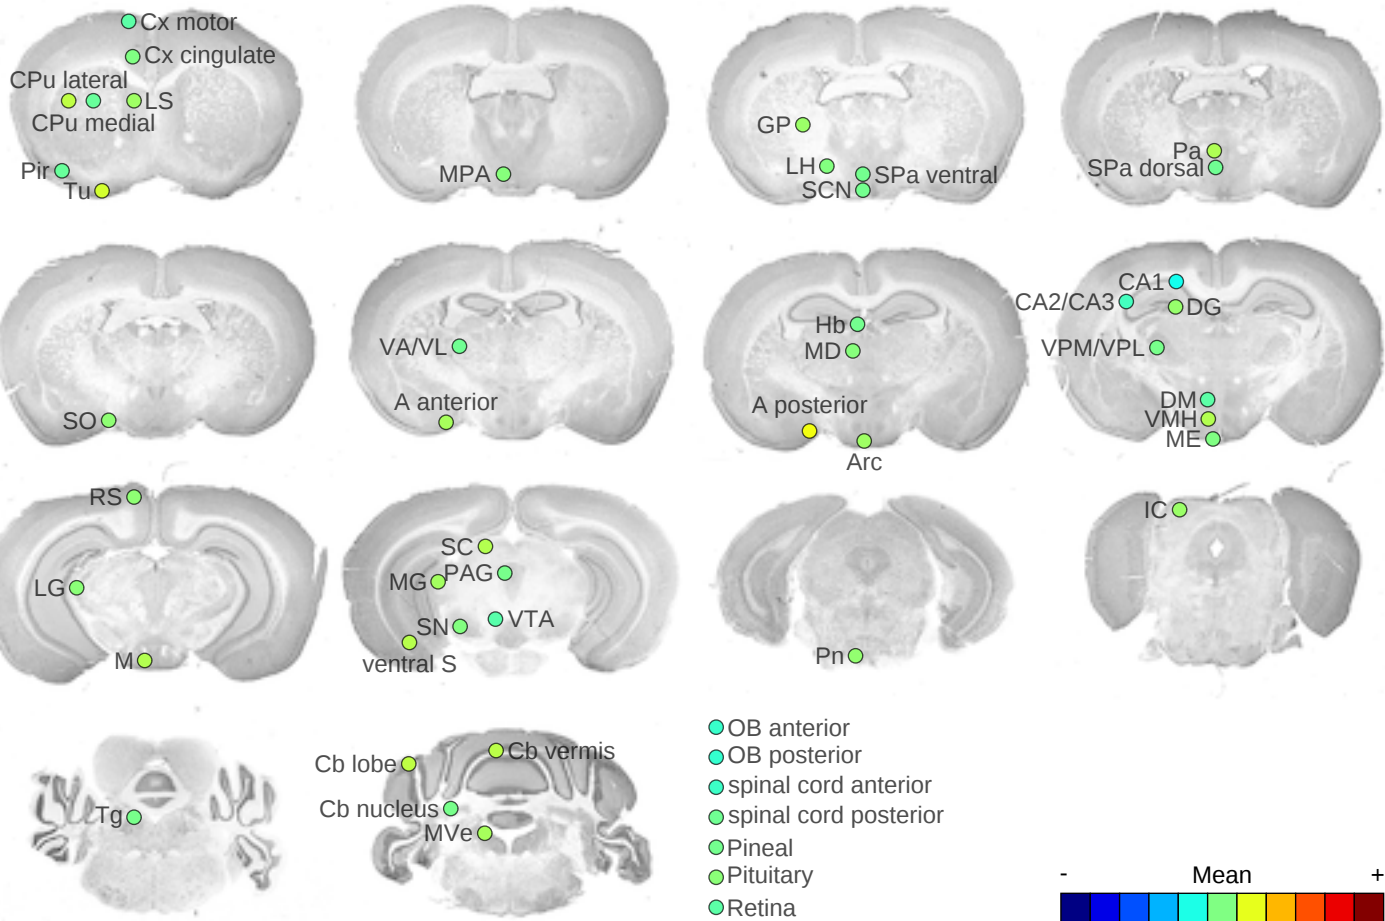 Cx motor
Cx cingulate
CPu lateral
LS
CPu medial
Pir
Tu
MPA
GP
LH
SPa ventral
SCN
Pa
SPa dorsal
SO
VA/VL
A anterior
Hb
MD
A posterior
Arc
CA1
CA2/CA3
DG
VPM/VPL
DM
VMH
ME
RS
LG
M
SC
MG
PAG
SN
VTA
ventral S
Pn
IC
Tg
Cb lobe
Cb vermis
Cb nucleus
MVe
OB anterior
OB posterior
spinal cord anterior
spinal cord posterior
Pineal
Pituitary
Retina
- Mean +